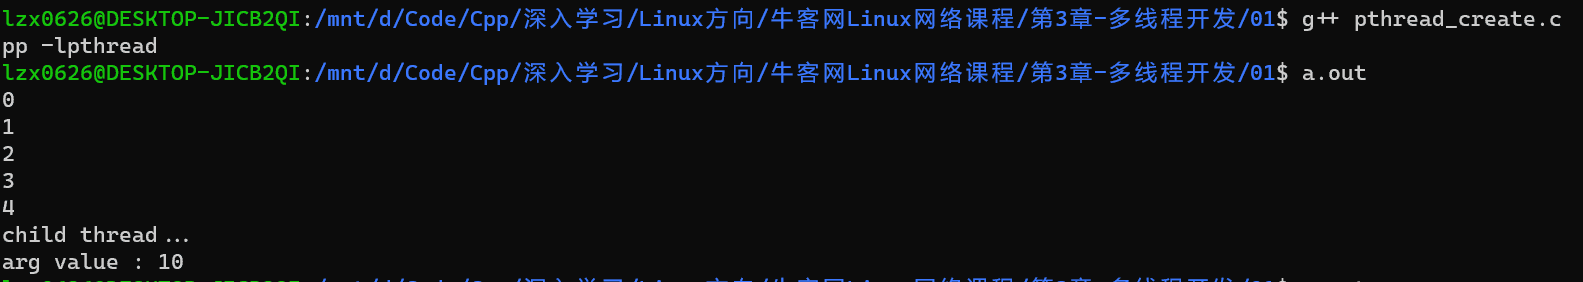 lzx0626@DESKTOP-JICB2QI:/mnt/d/Code/Cpp/深入学习/Linux方向/牛客网Linux网络课程/第3章-多线程开发/01$ g++ pthread_create.c
pp -lpthread
lzx0626@DESKTOP-JICB2QI:/mnt/d/Code/Cpp/深入学习/Linux方向/牛客网Linux网络课程/第3章-多线程开发/01$ a.out
0
1
2
3
4
child thread...
arg value : 10